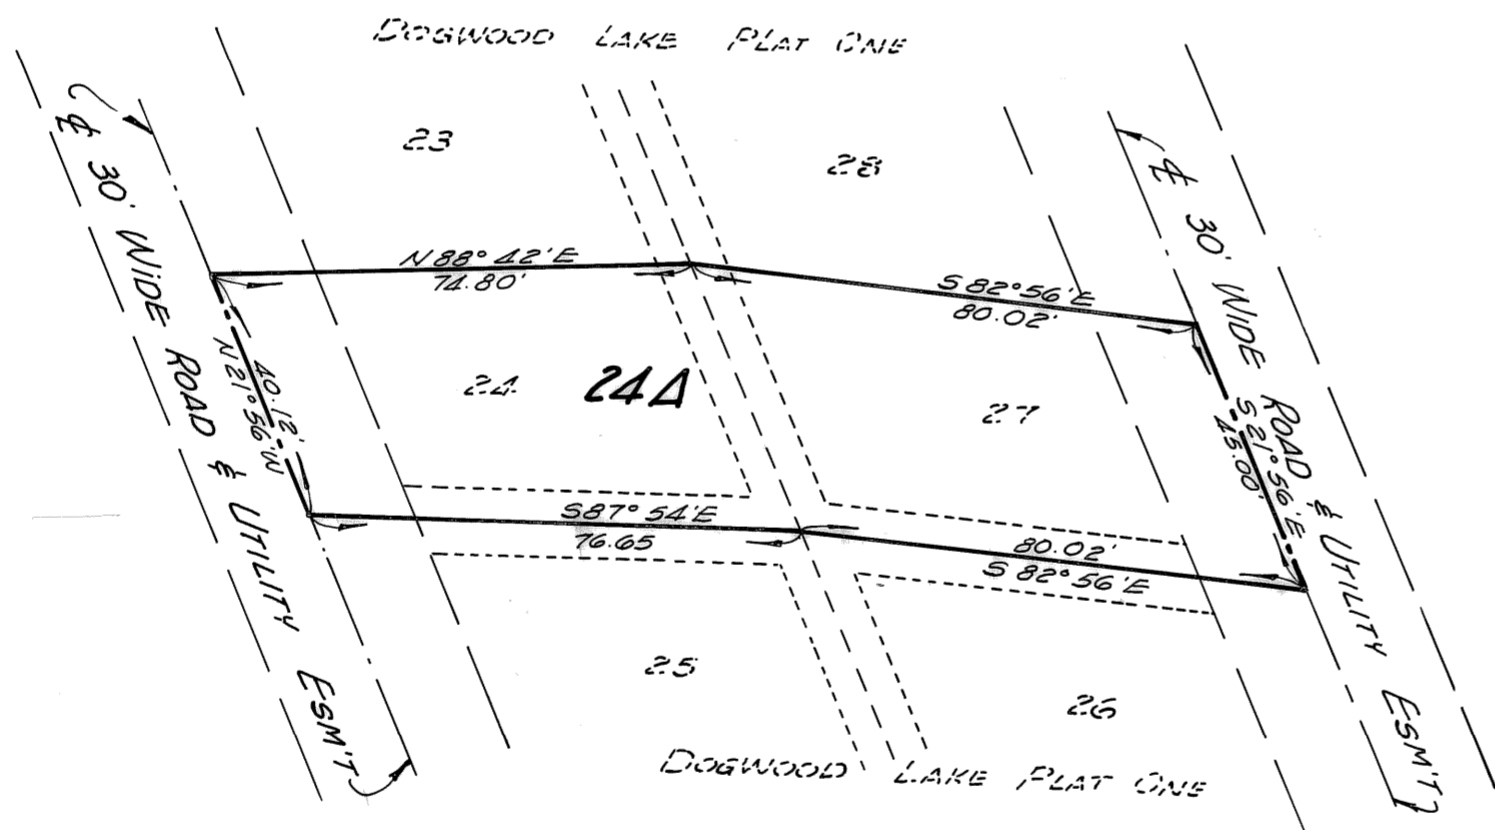 DOGWOOD LAKE PLAT ONE
23
28
℄ 30' WIDE ROAD & UTILITY ESM'T
℄ 30' WIDE ROAD & UTILITY ESM'T
N 88° 42' E
74.80'
S 82° 56' E
80.02'
40.12'
N 21° 56' W
24
24A
27
S 21° 56' E
45.00'
S 87° 54' E
76.65
80.02'
S 82° 56' E
25
26
DOGWOOD LAKE PLAT ONE